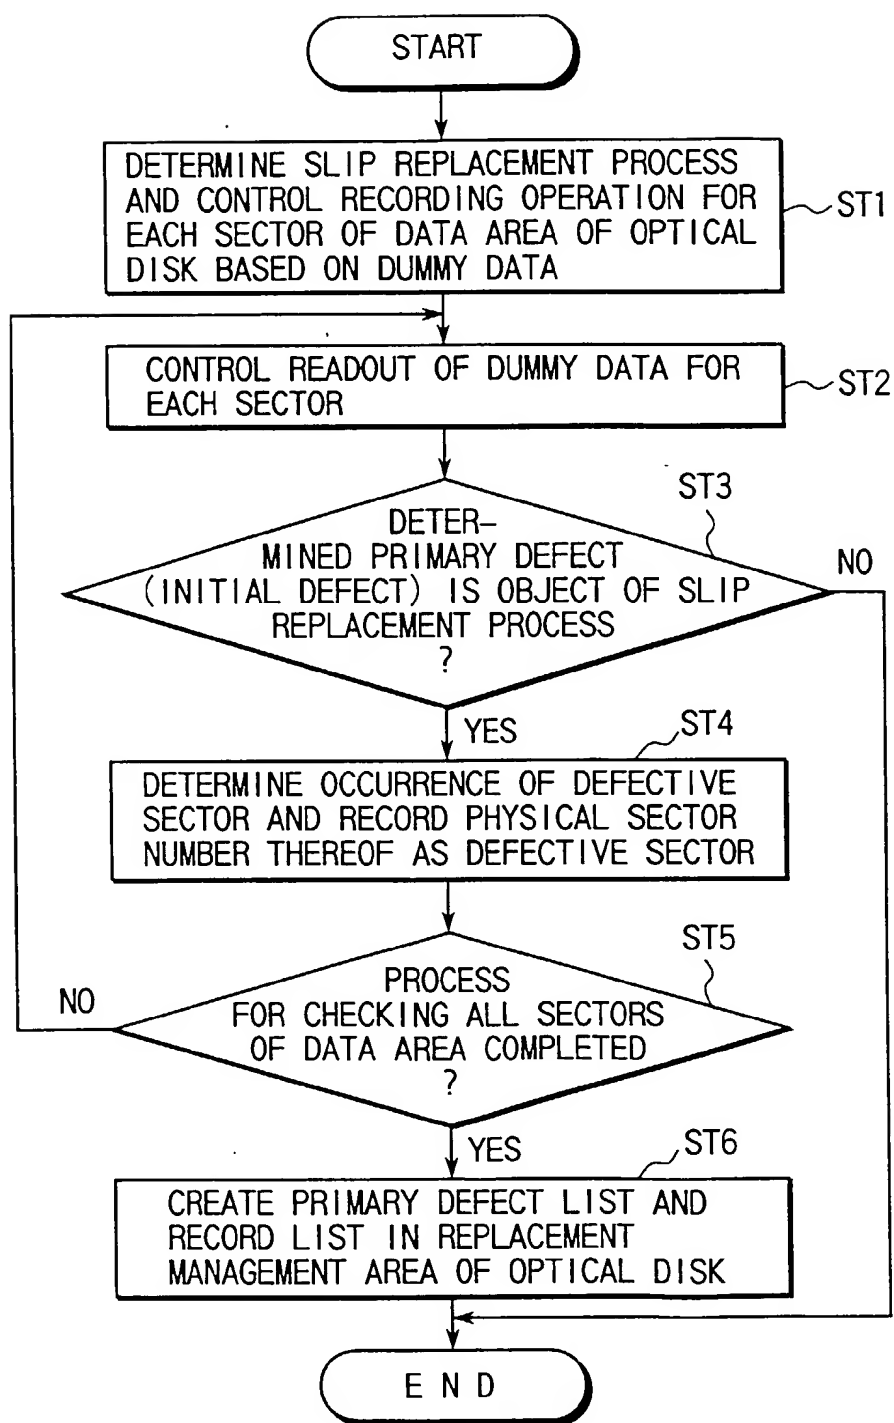 START
DETERMINE SLIP REPLACEMENT PROCESS
AND CONTROL RECORDING OPERATION FOR
EACH SECTOR OF DATA AREA OF OPTICAL
DISK BASED ON DUMMY DATA
ST1
CONTROL READOUT OF DUMMY DATA FOR
EACH SECTOR
ST2
ST3
DETER-
MINED PRIMARY DEFECT
(INITIAL DEFECT) IS OBJECT OF SLIP
REPLACEMENT PROCESS
?
NO
YES
ST4
DETERMINE OCCURRENCE OF DEFECTIVE
SECTOR AND RECORD PHYSICAL SECTOR
NUMBER THEREOF AS DEFECTIVE SECTOR
ST5
NO
PROCESS
FOR CHECKING ALL SECTORS
OF DATA AREA COMPLETED
?
YES
ST6
CREATE PRIMARY DEFECT LIST AND
RECORD LIST IN REPLACEMENT
MANAGEMENT AREA OF OPTICAL DISK
END